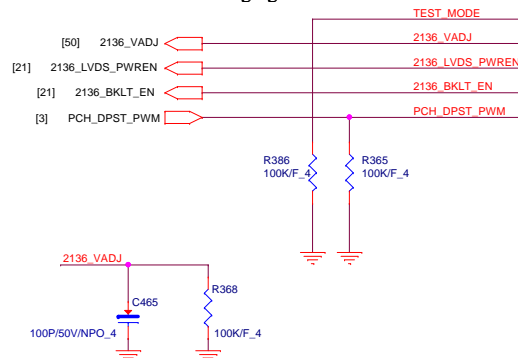 TEST_MODE
[50] 2136_VADJ 2136_VADJ
[21] 2136_LVDS_PWREN 2136_LVDS_PWREN
[21] 2136_BKLT_EN 2136_BKLT_EN
[3] PCH_DPST_PWM PCH_DPST_PWM
R386 R365
100K/F_4 100K/F_4
2136_VADJ
C465 R368
100P/50V/NPO_4 100K/F_4